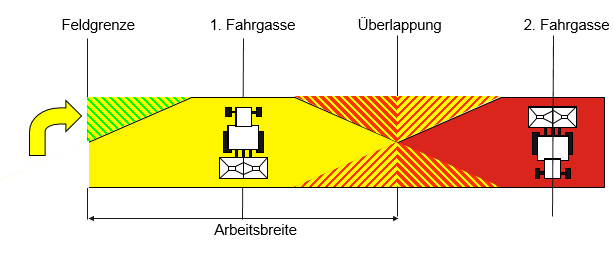 Feldgrenze
1. Fahrgasse
Überlappung
2. Fahrgasse
Arbeitsbreite